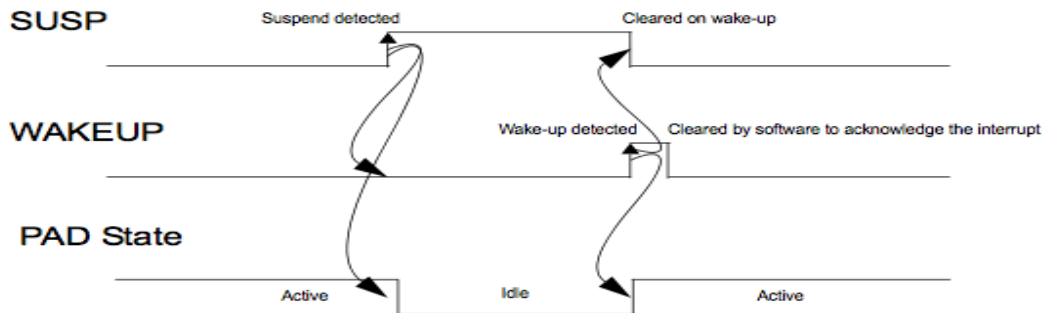 SUSP
Suspend detected
Cleared on wake-up
WAKEUP
Wake-up detected
Cleared by software to acknowledge the interrupt
PAD State
Active
Idle
Active